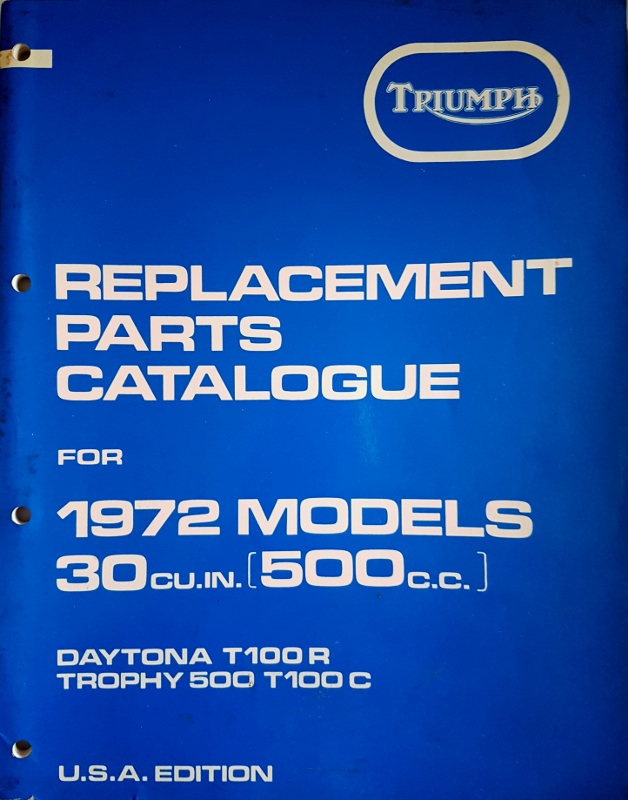 TRIUMPH
REPLACEMENT
PARTS
CATALOGUE
FOR
1972 MODELS
30 CU.IN. [500 C.C.]
DAYTONA T100 R
TROPHY 500 T100 C
U.S.A. EDITION